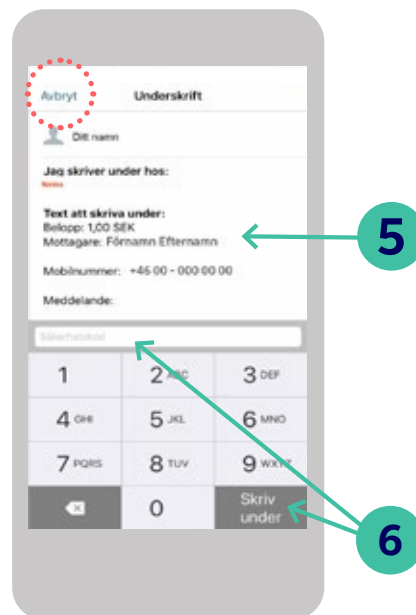 Avbryt Underskrift
Ditt namn
Jag skriver under hos:
Text att skriva under:
Belopp: 1,00 SEK
Mottagare: Förnamn Efternamn
Mobilnummer: +46 00 - 000 00 00
Meddelande:
Säkerhetskod
1 2 ABC 3 DEF
4 GHI 5 JKL 6 MNO
7 PQRS 8 TUV 9 WXYZ
0 Skriv
under
5
6